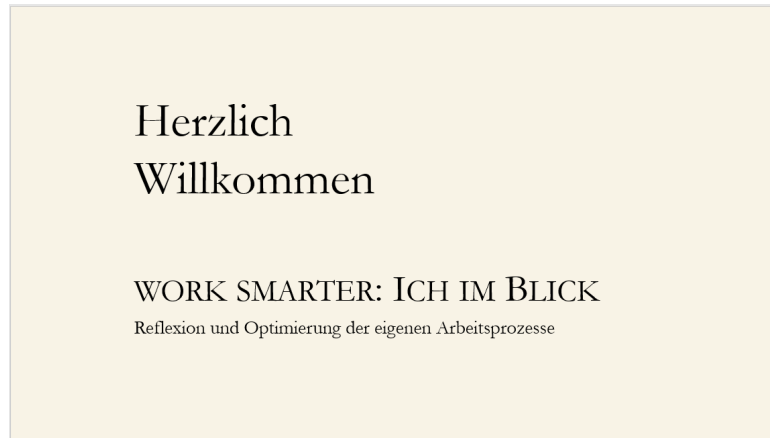 Herzlich
Willkommen
WORK SMARTER: ICH IM BLICK
Reflexion und Optimierung der eigenen Arbeitsprozesse